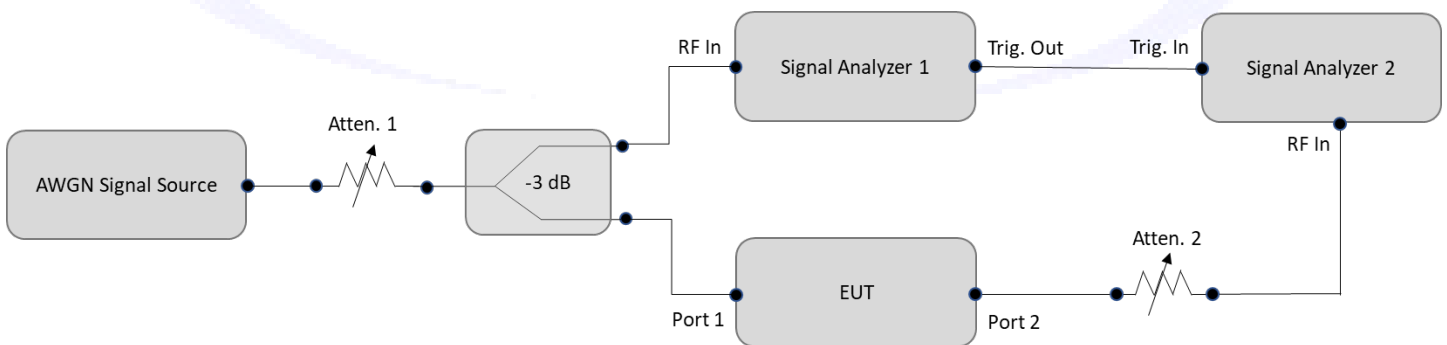 RF In
Signal Analyzer 1
Trig. Out
Trig. In
Signal Analyzer 2
RF In
Atten. 1
AWGN Signal Source
-3 dB
Atten. 2
EUT
Port 1
Port 2